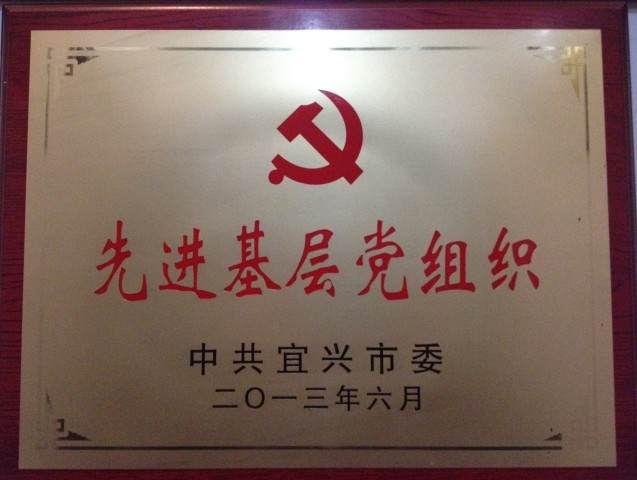 先进基层党组织
中共宜兴市委
二〇一三年六月